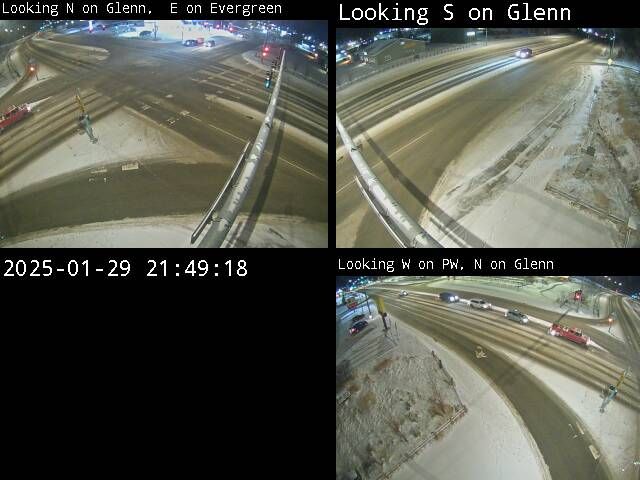 Looking N on Glenn,  E on Evergreen
Looking S on Glenn
2025-01-29 21:49:18
Looking W on PW, N on Glenn